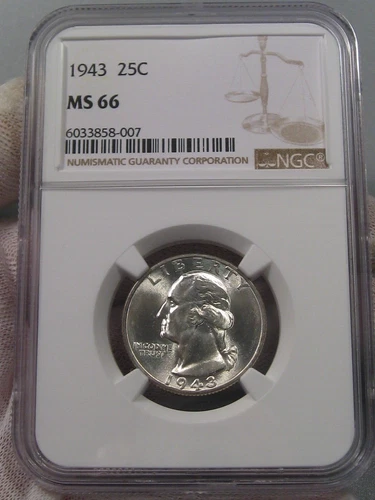 1943 25C
MS 66
6033858-007
NUMISMATIC GUARANTY CORPORATION
NGC®
LIBERTY
IN GOD WE
TRUST
1943